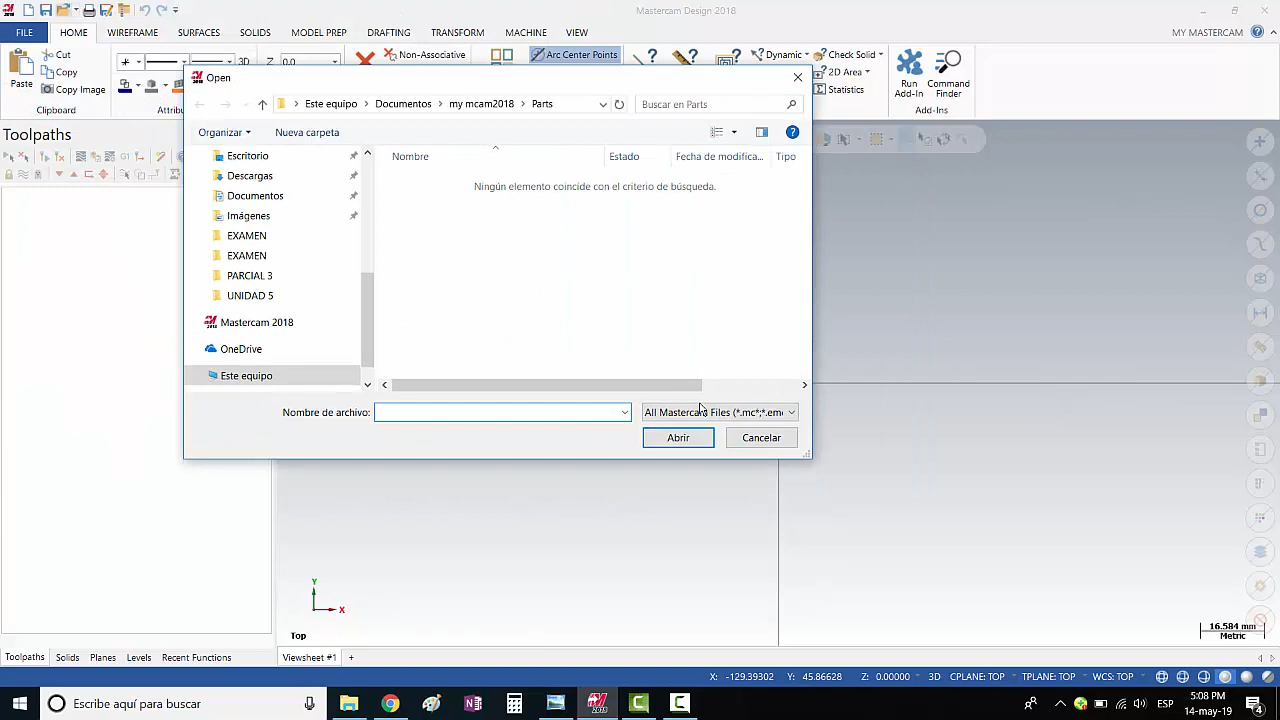 Mastercam Design 2018
FILE HOME WIREFRAME SURFACES SOLIDS MODEL PREP DRAFTING TRANSFORM MACHINE VIEW MY MASTERCAM
Paste
Cut
Copy
Copy Image
Clipboard
3D
Z 0.0
Non-Associative
Arc Center Points
Dynamic
Check Solid
2D Area
Statistics
Run Add-In
Command Finder
Add-Ins
Open
Este equipo > Documentos > my mcam2018 > Parts
Buscar en Parts
Organizar
Nueva carpeta
Nombre Estado Fecha de modifica... Tipo
Ningún elemento coincide con el criterio de búsqueda.
Escritorio
Descargas
Documentos
Imágenes
EXAMEN
EXAMEN
PARCIAL 3
UNIDAD 5
Mastercam 2018
OneDrive
Este equipo
Nombre de archivo:
All Mastercam Files (*.mc*;*.emc
Abrir
Cancelar
Toolpaths
Y
X
Top
16.584 mm
Metric
Toolpaths Solids Planes Levels Recent Functions
Viewsheet #1 +
X: -129.39302 Y: 45.86628 Z: 0.00000 3D CPLANE: TOP TPLANE: TOP WCS: TOP
Escribe aquí para buscar
ESP
5:08 PM
14-may-19